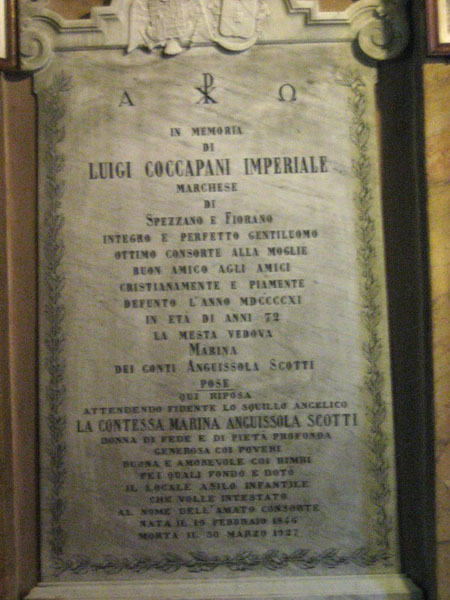 Α ☧ Ω
IN MEMORIA
DI
LUIGI COCCAPANI IMPERIALE
MARCHESE
DI
SPEZZANO E FIORANO
INTEGRO E PERFETTO GENTILUOMO
OTTIMO CONSORTE ALLA MOGLIE
BUON AMICO AGLI AMICI
CRISTIANAMENTE E PIAMENTE
DEFUNTO L'ANNO MDCCCCXI
IN ETA DI ANNI 72
LA MESTA VEDOVA
MARINA
DEI CONTI ANGUISSOLA SCOTTI
POSE
QUI RIPOSA
ATTENDENDO FIDENTE LO SQUILLO ANGELICO
LA CONTESSA MARINA ANGUISSOLA SCOTTI
DONNA DI FEDE E DI PIETA PROFONDA
GENEROSA COI POVERI
BUONA E AMOREVOLE COI BIMBI
PEI QUALI FONDO E DOTO
IL LOCALE ASILO INFANTILE
CHE VOLLE INTESTATO
AL NOME DELL'AMATO CONSORTE
NATA IL 19 FEBBRAIO 1846
MORTA IL 30 MARZO 1927